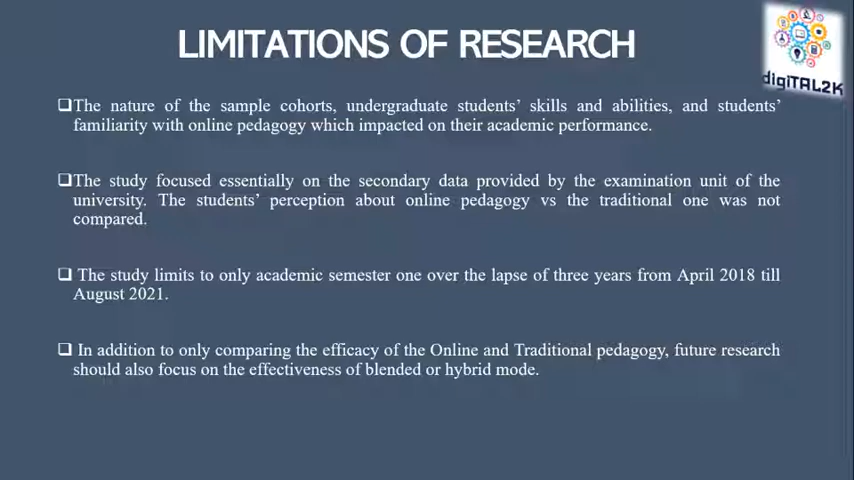 LIMITATIONS OF RESEARCH
digiTAL2K
❑The nature of the sample cohorts, undergraduate students’ skills and abilities, and students’
familiarity with online pedagogy which impacted on their academic performance.
❑The study focused essentially on the secondary data provided by the examination unit of the
university. The students’ perception about online pedagogy vs the traditional one was not
compared.
❑ The study limits to only academic semester one over the lapse of three years from April 2018 till
August 2021.
❑ In addition to only comparing the efficacy of the Online and Traditional pedagogy, future research
should also focus on the effectiveness of blended or hybrid mode.